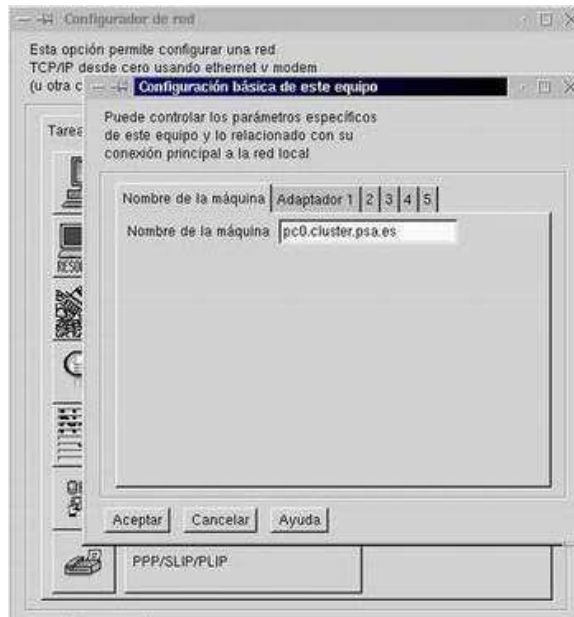 Configurador de red
Esta opción permite configurar una red
TCP/IP desde cero usando ethernet y modem
(u otra c
Configuración básica de este equipo
Puede controlar los parámetros específicos
de este equipo y lo relacionado con su
conexión principal a la red local
Tarea
Nombre de la máquina Adaptador 1 2 3 4 5
Nombre de la máquina pc0.cluster.psa.es
Aceptar Cancelar Ayuda
PPP/SLIP/PLIP